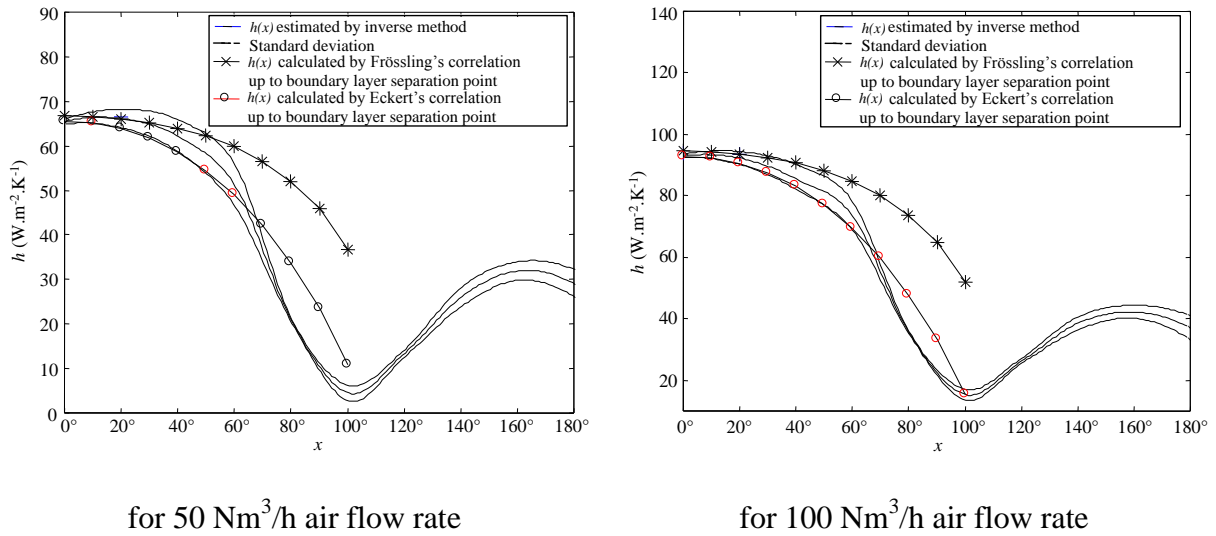 h(x) estimated by inverse method
Standard deviation
h(x) calculated by Frössling's correlation
up to boundary layer separation point
h(x) calculated by Eckert's correlation
up to boundary layer separation point
90
80
70
60
50
40
30
20
10
0
h (W.m-2.K-1)
0° 20° 40° 60° 80° 100° 120° 140° 160° 180°
x
for 50 Nm3/h air flow rate
h(x) estimated by inverse method
Standard deviation
h(x) calculated by Frössling's correlation
up to boundary layer separation point
h(x) calculated by Eckert's correlation
up to boundary layer separation point
140
120
100
80
60
40
20
h (W.m-2.K-1)
0° 20° 40° 60° 80° 100° 120° 140° 160° 180°
x
for 100 Nm3/h air flow rate